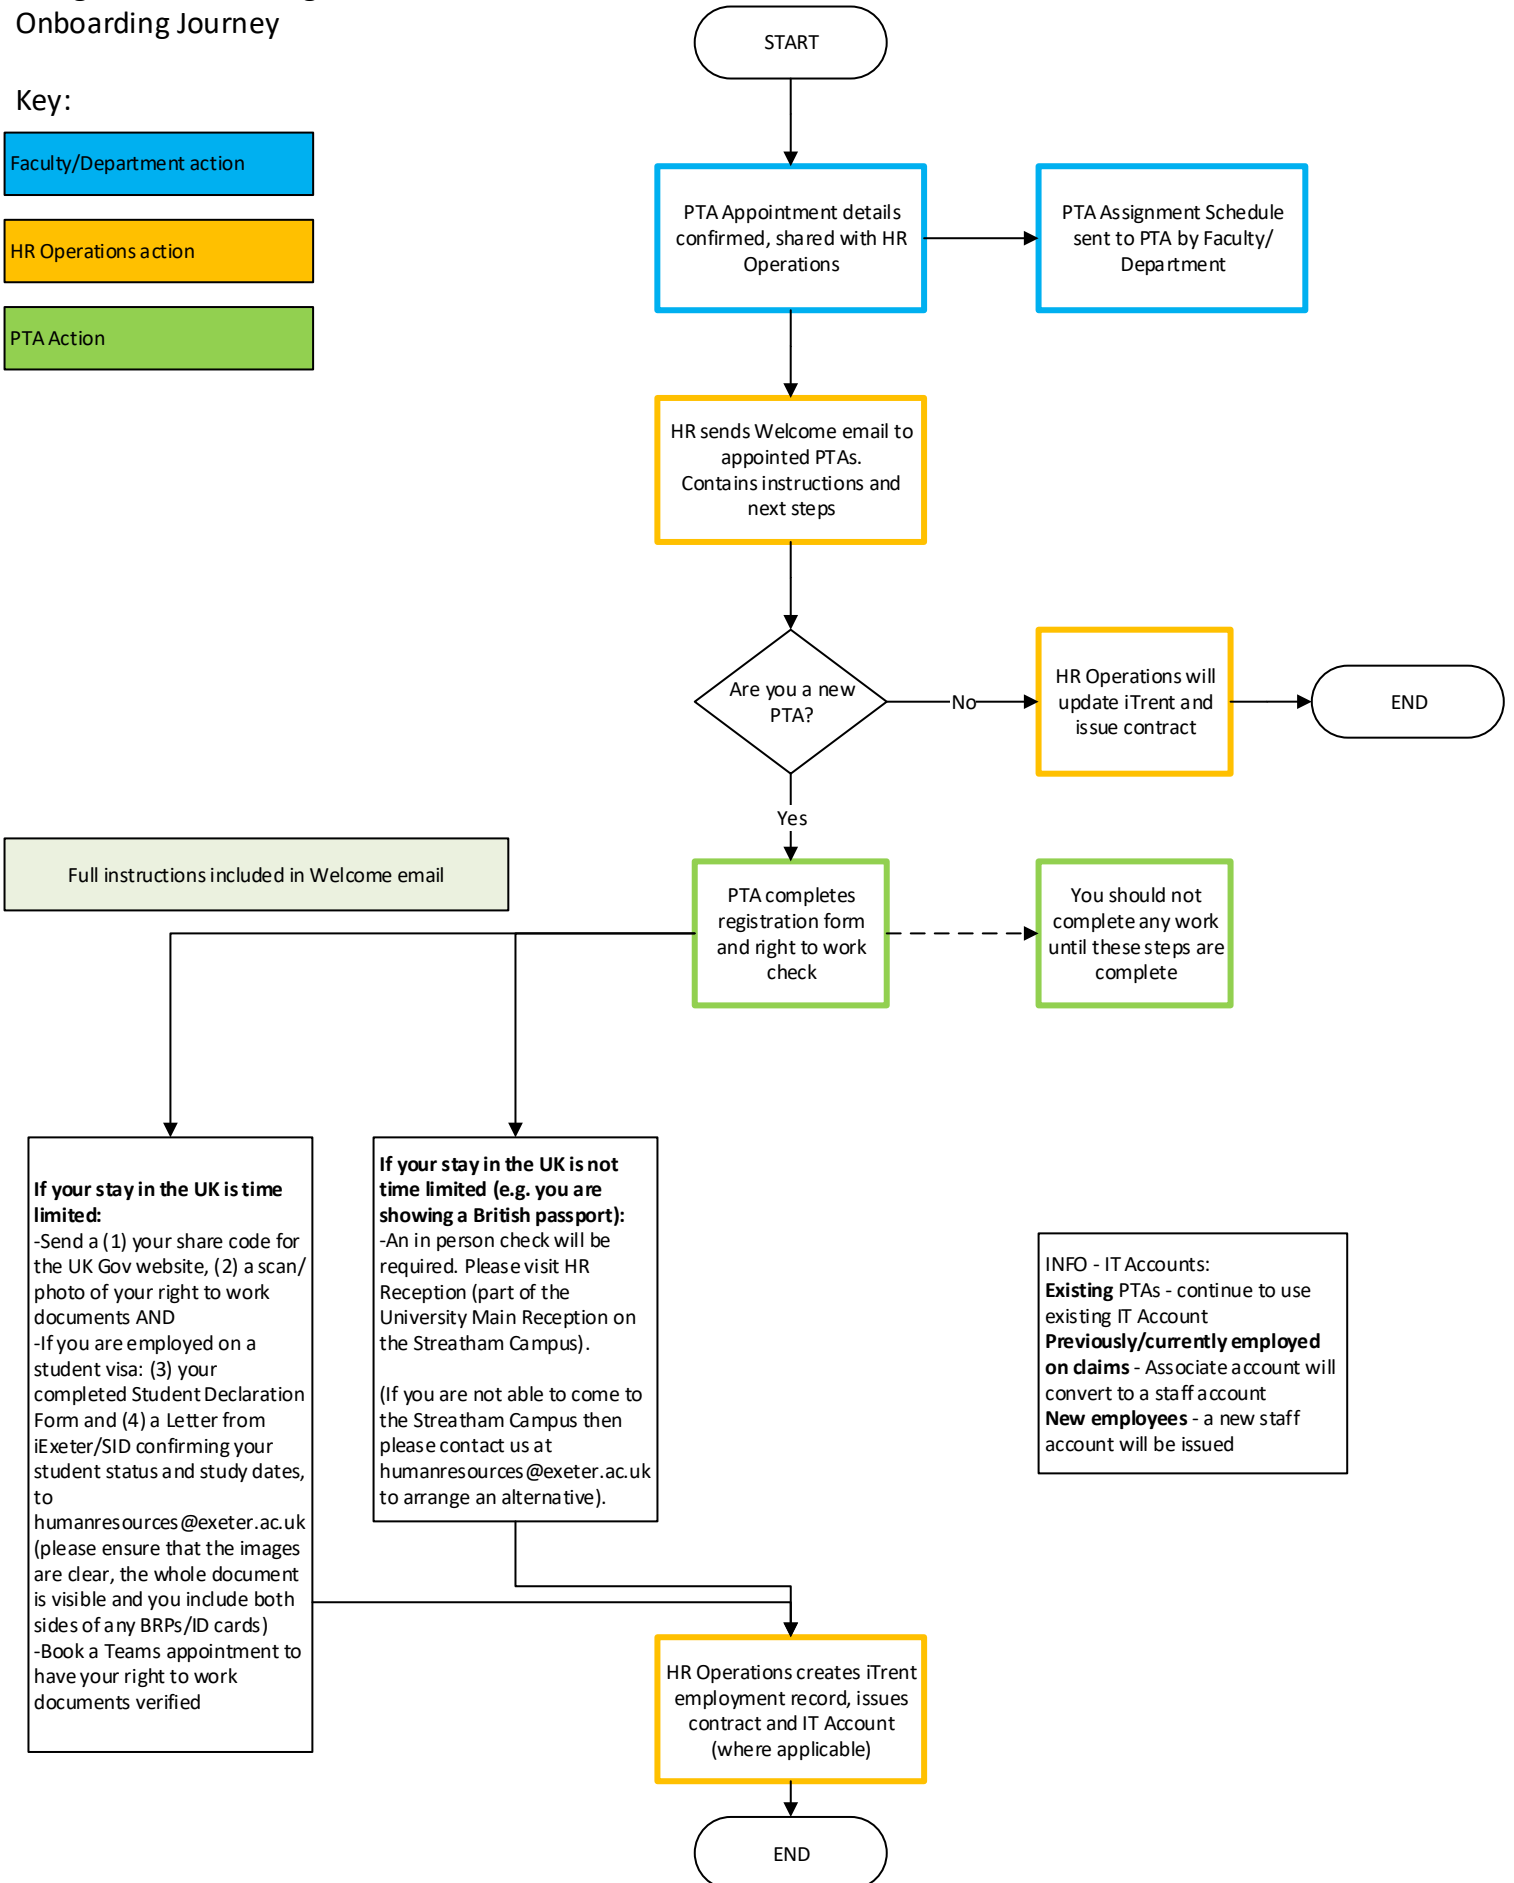 Onboarding Journey
START
Key:
Faculty/Department action
HR Operations action
PTA Action
PTA Appointment details
confirmed, shared with HR
Operations
PTA Assignment Schedule
sent to PTA by Faculty/
Department
HR sends Welcome email to
appointed PTAs.
Contains instructions and
next steps
Are you a new
PTA?
No
HR Operations will
update iTrent and
issue contract
END
Yes
Full instructions included in Welcome email
PTA completes
registration form
and right to work
check
You should not
complete any work
until these steps are
complete
If your stay in the UK is time
limited:
-Send a (1) your share code for
the UK Gov website, (2) a scan/
photo of your right to work
documents AND
-If you are employed on a
student visa: (3) your
completed Student Declaration
Form and (4) a Letter from
iExeter/SID confirming your
student status and study dates,
to
humanresources@exeter.ac.uk
(please ensure that the images
are clear, the whole document
is visible and you include both
sides of any BRPs/ID cards)
-Book a Teams appointment to
have your right to work
documents verified
If your stay in the UK is not
time limited (e.g. you are
showing a British passport):
-An in person check will be
required. Please visit HR
Reception (part of the
University Main Reception on
the Streatham Campus).
(If you are not able to come to
the Streatham Campus then
please contact us at
humanresources@exeter.ac.uk
to arrange an alternative).
INFO - IT Accounts:
Existing PTAs - continue to use
existing IT Account
Previously/currently employed
on claims - Associate account will
convert to a staff account
New employees - a new staff
account will be issued
HR Operations creates iTrent
employment record, issues
contract and IT Account
(where applicable)
END